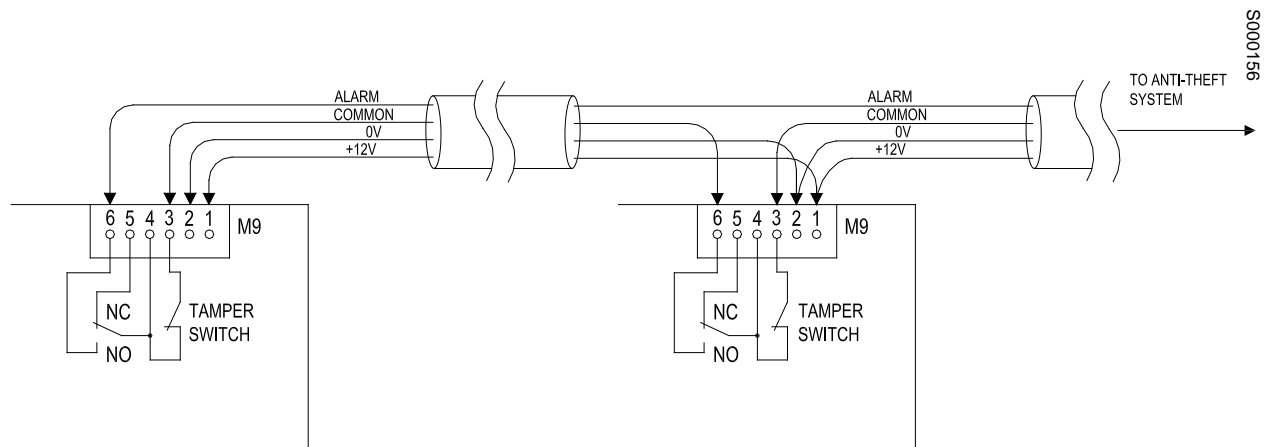 S000156
TO ANTI-THEFT
SYSTEM
ALARM
COMMON
0V
+12V
ALARM
COMMON
0V
+12V
6 5 4 3 2 1
M9
6 5 4 3 2 1
M9
NC
NO
TAMPER
SWITCH
NC
NO
TAMPER
SWITCH